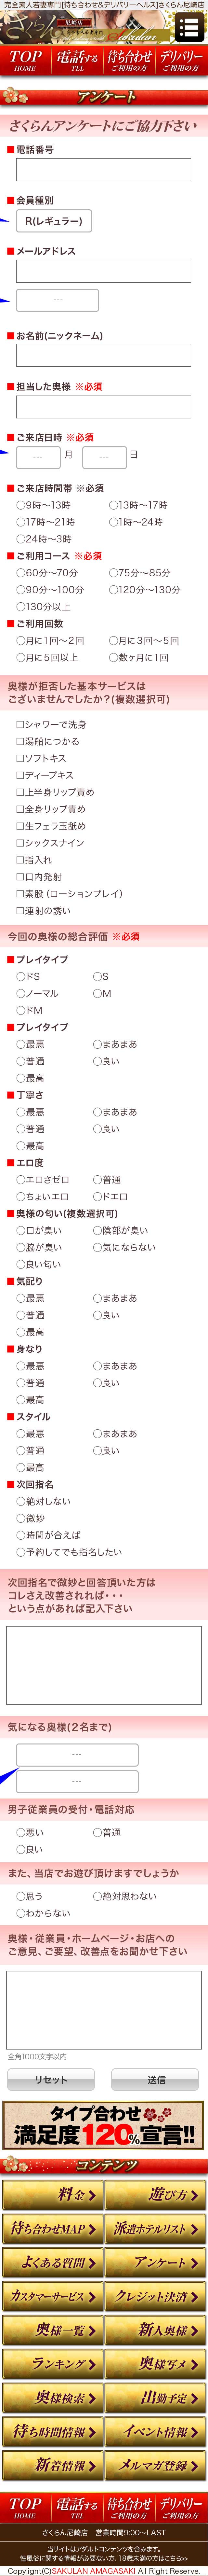 完全素人若妻専門[待ち合わせ&デリバリーヘルス]さくらん尼崎店
尼崎店
Sakulan
TOP
HOME
電話する
TEL
待ち合わせ
ご利用の方
デリバリー
ご利用の方
アンケート
さくらんアンケートにご協力下さい
■電話番号
■会員種別
R(レギュラー)
■メールアドレス
---
■お名前(ニックネーム)
■担当した奥様 ※必須
■ご来店日時 ※必須
--- 月 --- 日
■ご来店時間帯 ※必須
○9時〜13時 ○13時〜17時
○17時〜21時 ○1時〜24時
○24時〜3時
■ご利用コース ※必須
○60分〜70分 ○75分〜85分
○90分〜100分 ○120分〜130分
○130分以上
■ご利用回数
○月に1回〜2回 ○月に3回〜5回
○月に5回以上 ○数ヶ月に1回
奥様が拒否した基本サービスは
ございませんでしたか?(複数選択可)
□シャワーで洗身
□湯船につかる
□ソフトキス
□ディープキス
□上半身リップ責め
□全身リップ責め
□生フェラ玉舐め
□シックスナイン
□指入れ
□口内発射
□素股(ローションプレイ)
□連射の誘い
今回の奥様の総合評価 ※必須
■プレイタイプ
○ドS ○S
○ノーマル ○M
○ドM
■プレイタイプ
○最悪 ○まあまあ
○普通 ○良い
○最高
■丁寧さ
○最悪 ○まあまあ
○普通 ○良い
○最高
■エロ度
○エロさゼロ ○普通
○ちょいエロ ○ドエロ
■奥様の匂い(複数選択可)
○口が臭い ○陰部が臭い
○脇が臭い ○気にならない
○良い匂い
■気配り
○最悪 ○まあまあ
○普通 ○良い
○最高
■身なり
○最悪 ○まあまあ
○普通 ○良い
○最高
■スタイル
○最悪 ○まあまあ
○普通 ○良い
○最高
■次回指名
○絶対しない
○微妙
○時間が合えば
○予約してでも指名したい
次回指名で微妙と回答頂いた方は
コレさえ改善されれば・・・
という点があれば記入下さい
気になる奥様(2名まで)
---
---
男子従業員の受付・電話対応
○悪い ○普通
○良い
また、当店でお遊び頂けますでしょうか
○思う ○絶対思わない
○わからない
奥様・従業員・ホームページ・お店への
ご意見、ご要望、改善点をお聞かせ下さい
全角1000文字以内
リセット 送信
タイプ合わせ
満足度120%宣言!!
コンテンツ
料金 遊び方
待ち合わせMAP 派遣ホテルリスト
よくある質問 アンケート
カスタマーサービス クレジット決済
奥様一覧 新人奥様
ランキング 奥様写メ
奥様検索 出勤予定
待ち時間情報 イベント情報
新着情報 メルマガ登録
TOP
HOME
電話する
TEL
待ち合わせ
ご利用の方
デリバリー
ご利用の方
さくらん尼崎店 営業時間9:00〜LAST
当サイトはアダルトコンテンツを含みます。
性風俗に関する情報が必要ない方、18歳未満の方はこちら>>
Copylignt(C)SAKULAN AMAGASAKI All Right Reserve.